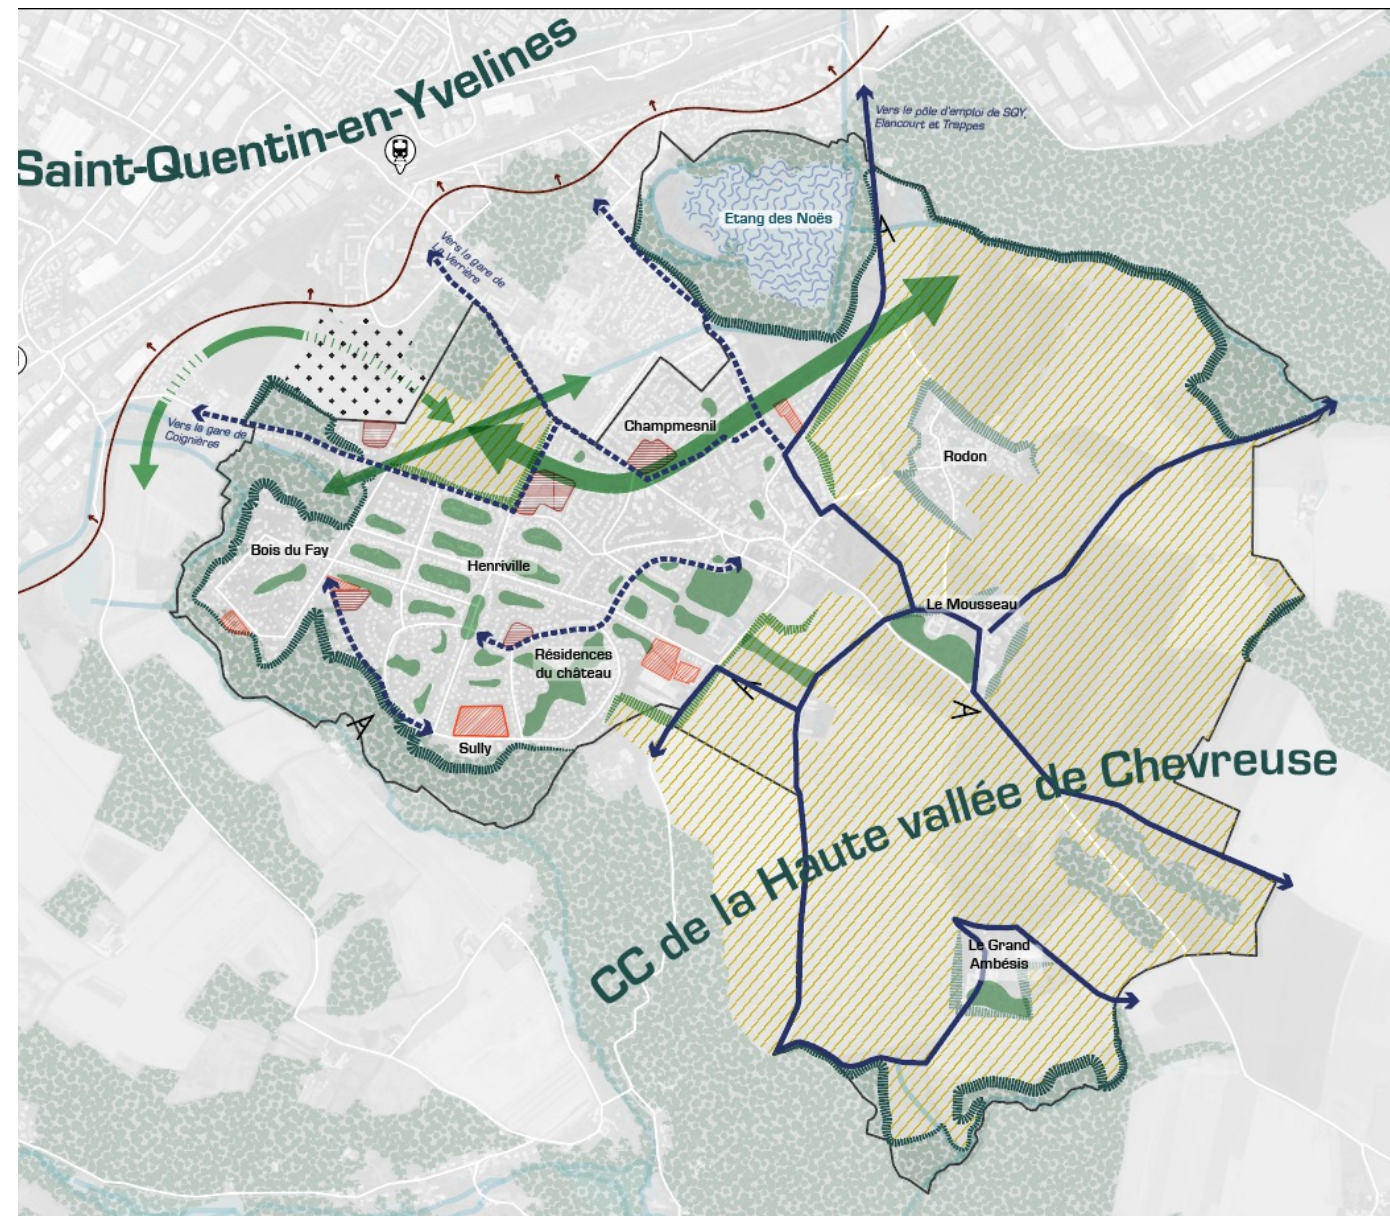 Saint-Quentin-en-Yvelines
Vers le pôle d'emploi de SQY,
Elancourt et Trappes
Etang des Noës
Vers la gare de
La Verrière
Vers la gare de
Coignières
Champmesnil
Rodon
Bois du Fay
Henriville
Le Mousseau
Résidences
du château
Sully
CC de la Haute vallée de Chevreuse
Le Grand
Ambésis